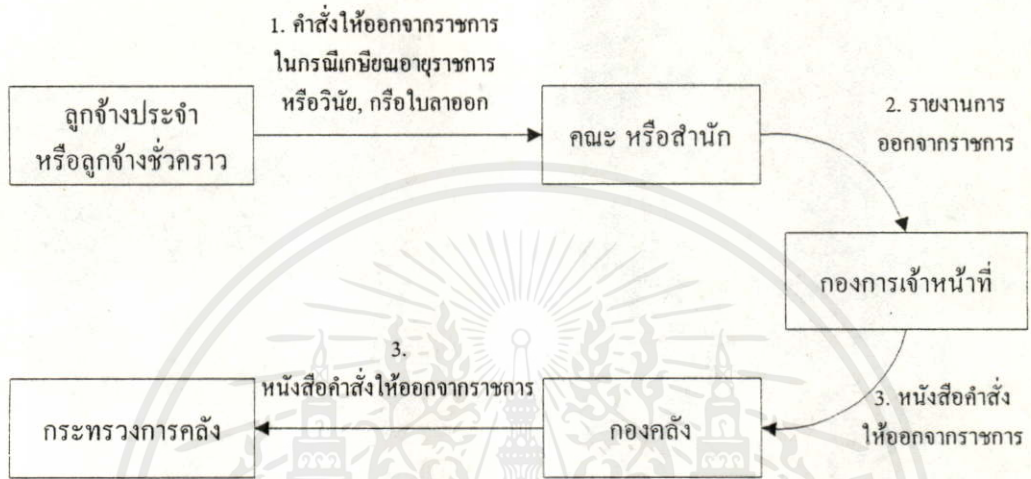 1. คำสั่งให้ออกจากราชการ
ในกรณีเกษียณอายุราชการ
หรือวินัย, กรือใบลาออก
ลูกจ้างประจำ
หรือลูกจ้างชั่วคราว
คณะ หรือสำนัก
2. รายงานการ
ออกจากราชการ
กองการเจ้าหน้าที่
3. หนังสือคำสั่ง
ให้ออกจากราชการ
กองคลัง
3.
หนังสือคำสั่งให้ออกจากราชการ
กระทรวงการคลัง